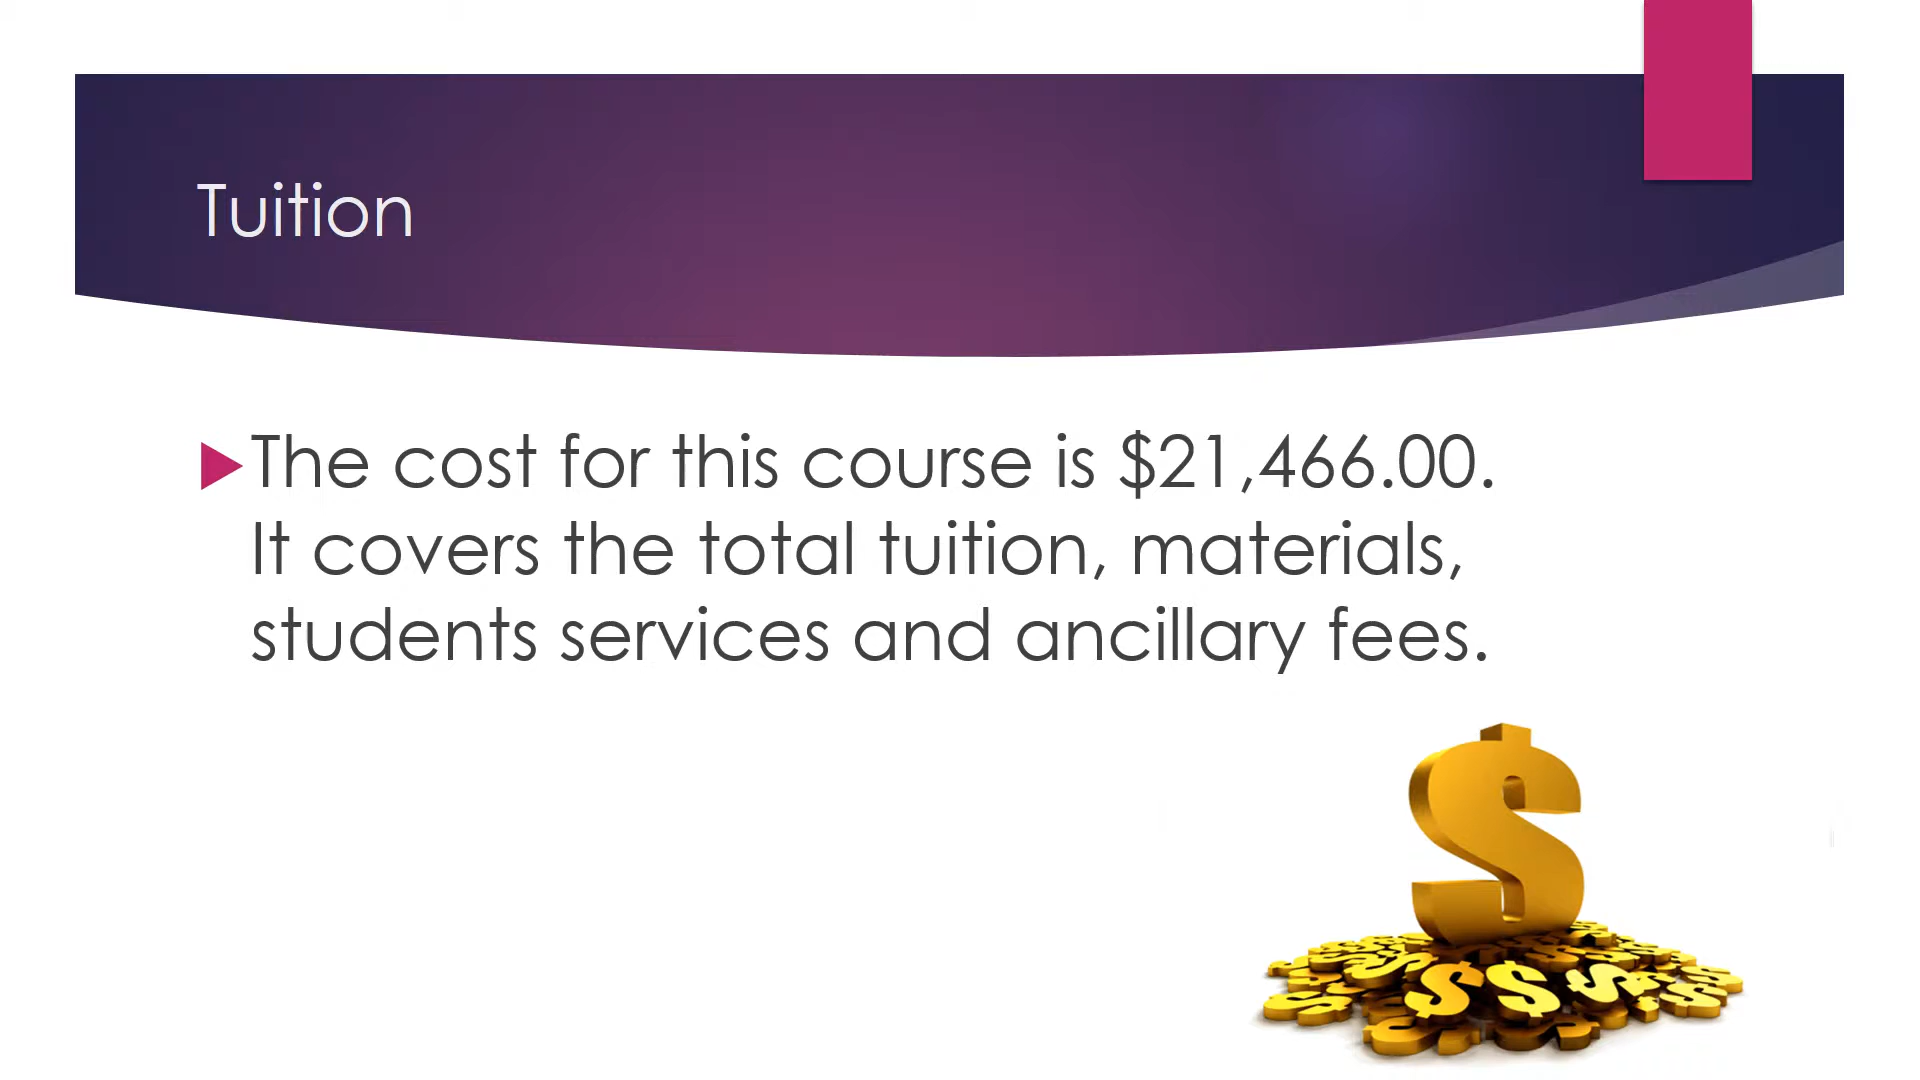 Tuition
The cost for this course is $21,466.00.
It covers the total tuition, materials,
students services and ancillary fees.